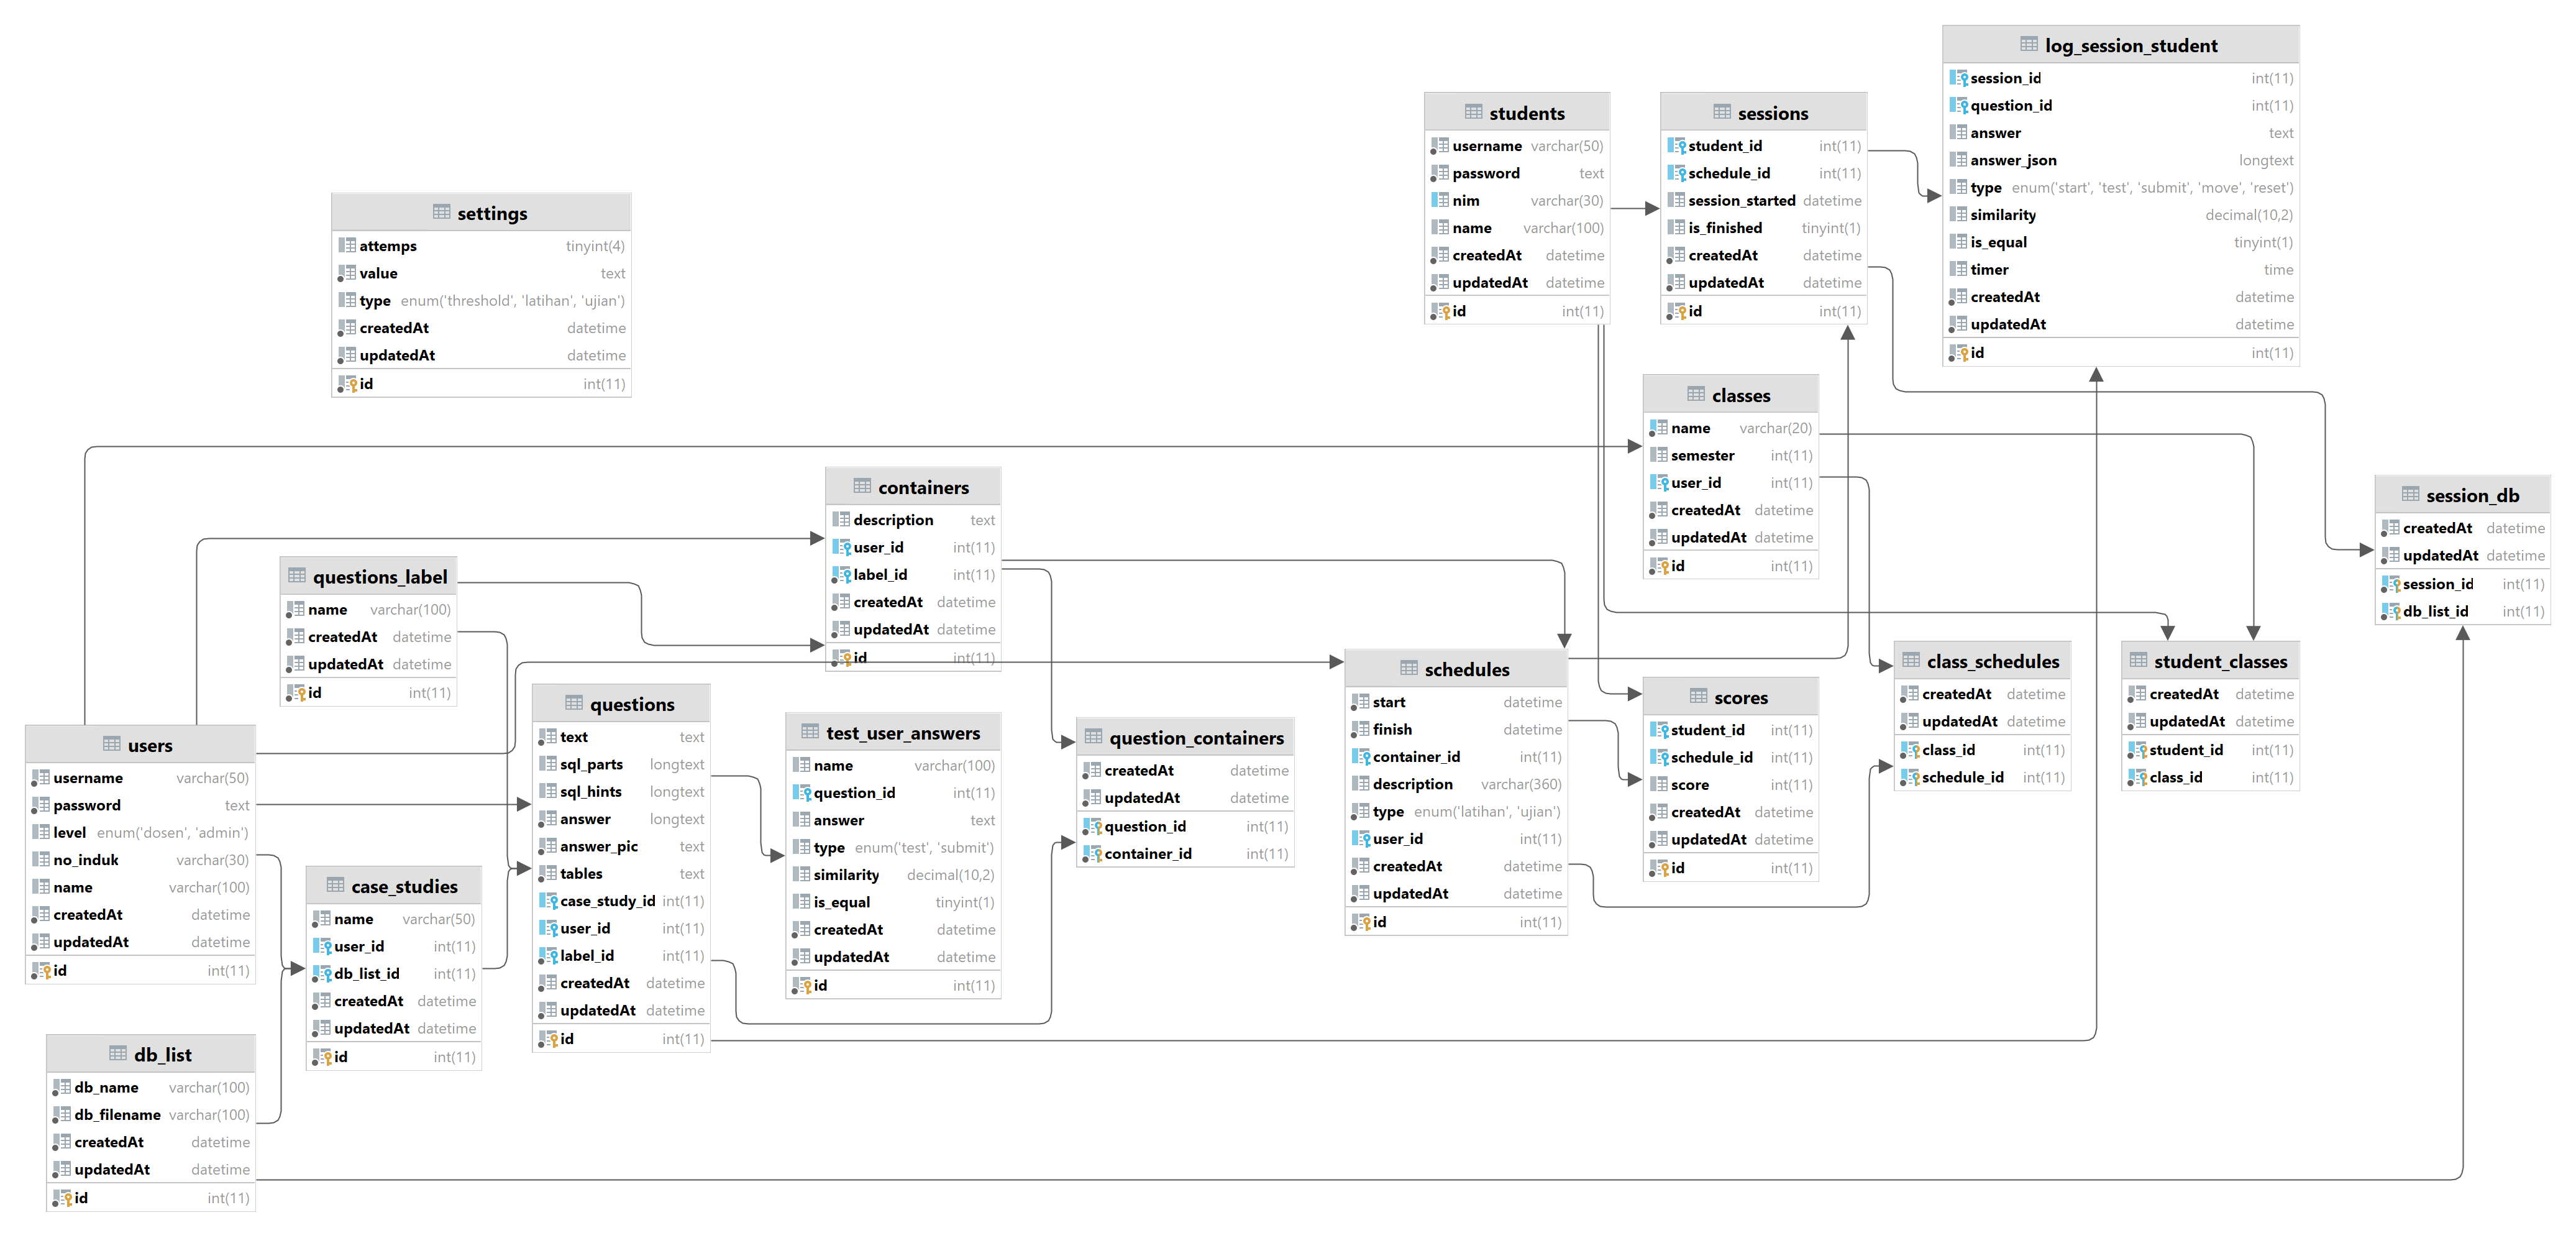 log_session_student
session_id int(11)
question_id int(11)
answer text
answer_json longtext
type enum('start', 'test', 'submit', 'move', 'reset')
similarity decimal(10,2)
is_equal tinyint(1)
timer time
createdAt datetime
updatedAt datetime
id int(11)
students
username varchar(50)
password text
nim varchar(30)
name varchar(100)
createdAt datetime
updatedAt datetime
id int(11)
sessions
student_id int(11)
schedule_id int(11)
session_started datetime
is_finished tinyint(1)
createdAt datetime
updatedAt datetime
id int(11)
settings
attemps tinyint(4)
value text
type enum('threshold', 'latihan', 'ujian')
createdAt datetime
updatedAt datetime
id int(11)
classes
name varchar(20)
semester int(11)
user_id int(11)
createdAt datetime
updatedAt datetime
id int(11)
containers
description text
user_id int(11)
label_id int(11)
createdAt datetime
updatedAt datetime
id int(11)
session_db
createdAt datetime
updatedAt datetime
session_id int(11)
db_list_id int(11)
questions_label
name varchar(100)
createdAt datetime
updatedAt datetime
id int(11)
schedules
start datetime
finish datetime
container_id int(11)
description varchar(360)
type enum('latihan', 'ujian')
user_id int(11)
createdAt datetime
updatedAt datetime
id int(11)
class_schedules
createdAt datetime
updatedAt datetime
class_id int(11)
schedule_id int(11)
student_classes
createdAt datetime
updatedAt datetime
student_id int(11)
class_id int(11)
scores
student_id int(11)
schedule_id int(11)
score int(11)
createdAt datetime
updatedAt datetime
id int(11)
questions
text text
sql_parts longtext
sql_hints longtext
answer longtext
answer_pic text
tables text
case_study_id int(11)
user_id int(11)
label_id int(11)
createdAt datetime
updatedAt datetime
id int(11)
test_user_answers
name varchar(100)
question_id int(11)
answer text
type enum('test', 'submit')
similarity decimal(10,2)
is_equal tinyint(1)
createdAt datetime
updatedAt datetime
id int(11)
question_containers
createdAt datetime
updatedAt datetime
question_id int(11)
container_id int(11)
users
username varchar(50)
password text
level enum('dosen', 'admin')
no_induk varchar(30)
name varchar(100)
createdAt datetime
updatedAt datetime
id int(11)
case_studies
name varchar(50)
user_id int(11)
db_list_id int(11)
createdAt datetime
updatedAt datetime
id int(11)
db_list
db_name varchar(100)
db_filename varchar(100)
createdAt datetime
updatedAt datetime
id int(11)